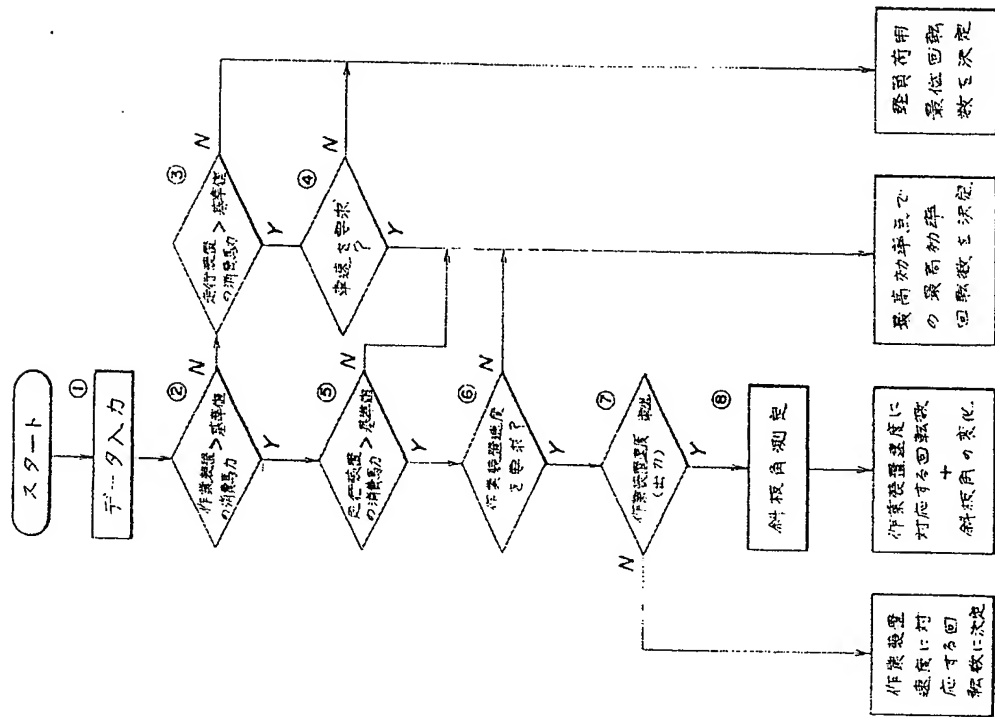 スタート
①
データ入力
②
作業装置 > 基準値
の消費馬力
N
Y
③
走行装置 > 基準値
の消費馬力
N
Y
④
車速を要求
?
N
Y
⑤
走行装置 > 基準値
の消費馬力
N
Y
⑥
作業装置速度
を要求?
N
Y
⑦
作業装置速度
(出力)
N
Y
⑧
斜板角測定
作業装置
速度に対
応する回
転数に決定
作業装置速度に
対応する回転数
+
斜板角の変化
最高効率点で
の最高効率
回転数を決定
軽負荷用
最低回転
数を決定